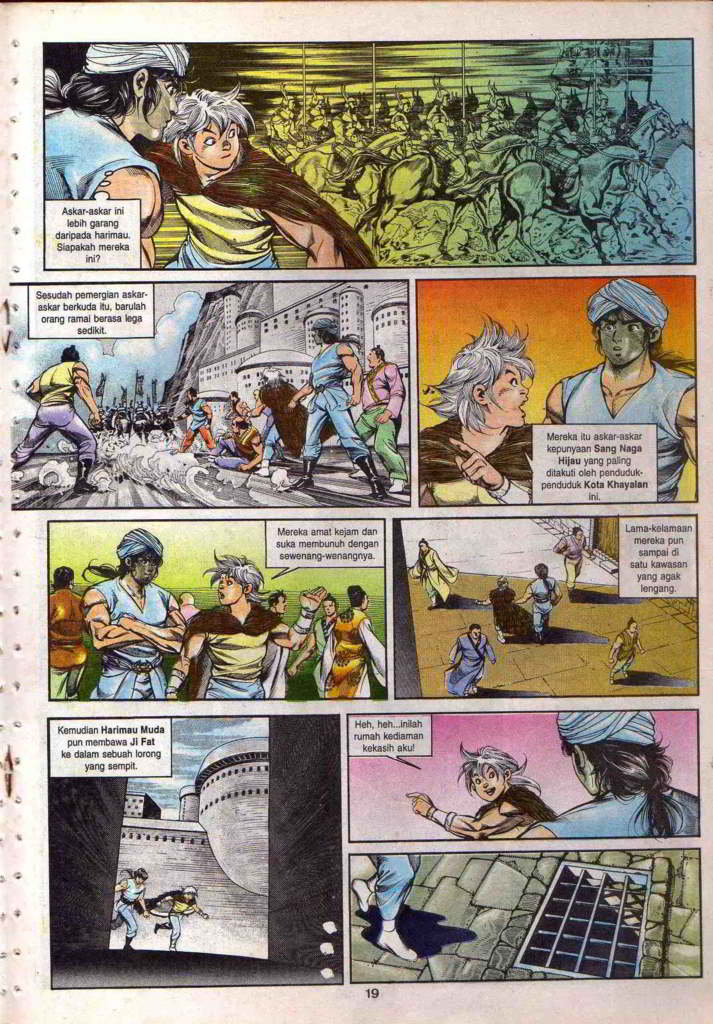 Askar-askar ini
lebih garang
daripada harimau.
Siapakah mereka
ini?
Sesudah pemergian askar-
askar berkuda itu, barulah
orang ramai berasa lega
sedikit.
Mereka itu askar-askar
kepunyaan Sang Naga
Hijau yang paling
ditakuti oleh penduduk-
penduduk Kota Khayalan
ini.
Mereka amat kejam dan
suka membunuh dengan
sewenang-wenangnya.
Lama-kelamaan
mereka pun
sampai di
satu kawasan
yang agak
lengang.
Kemudian Harimau Muda
pun membawa Ji Fat
ke dalam sebuah lorong
yang sempit.
Heh, heh...inilah
rumah kediaman
kekasih aku!
19